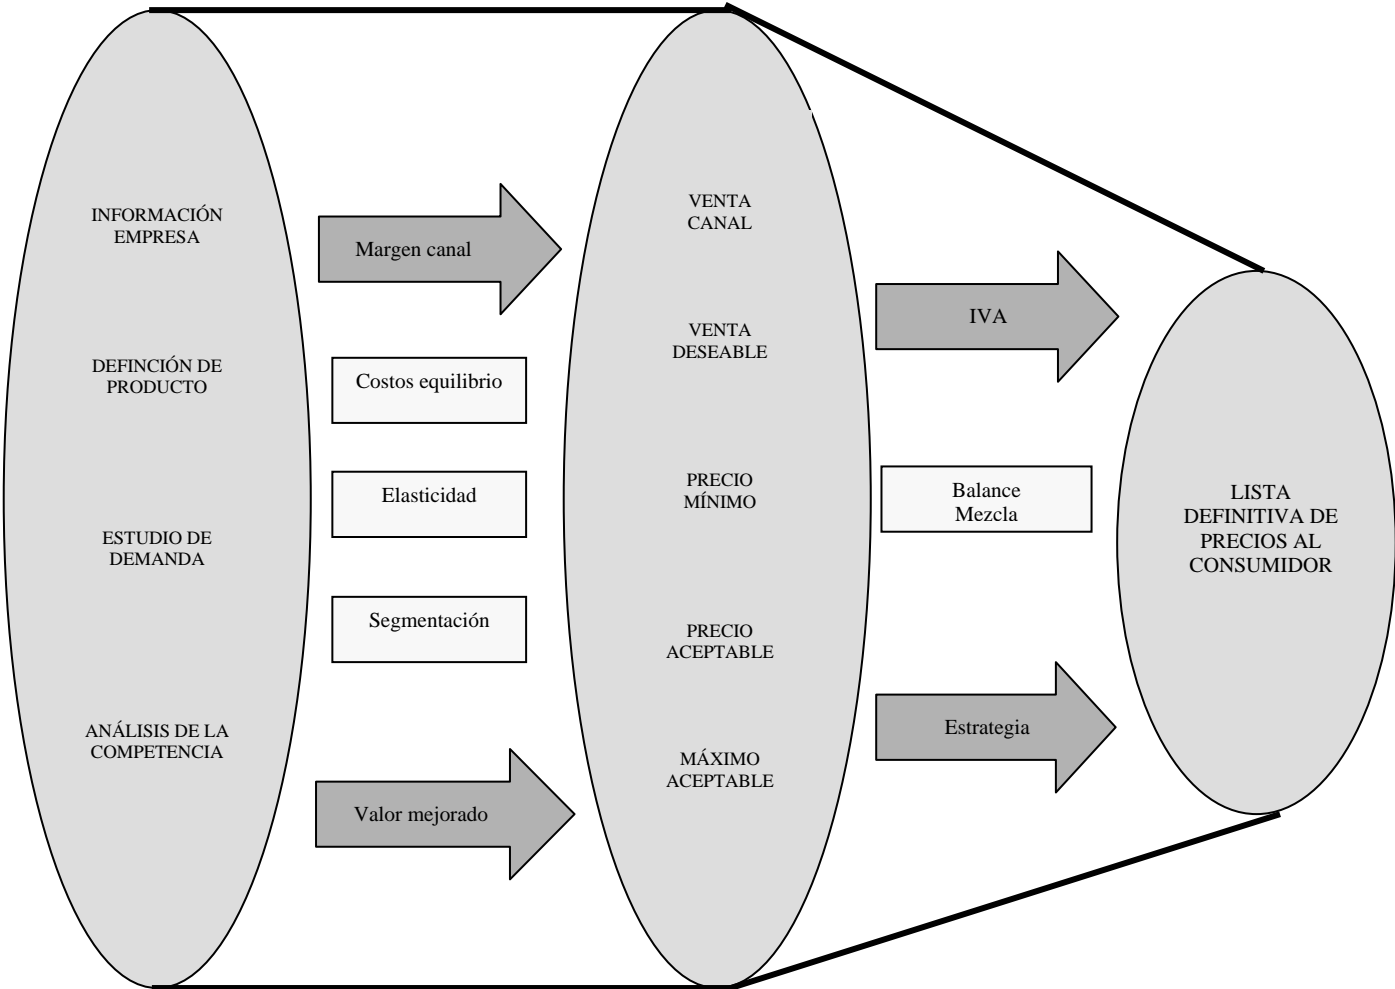 INFORMACIÓN
EMPRESA
DEFINCIÓN DE
PRODUCTO
ESTUDIO DE
DEMANDA
ANÁLISIS DE LA
COMPETENCIA
Margen canal
Costos equilibrio
Elasticidad
Segmentación
Valor mejorado
VENTA
CANAL
VENTA
DESEABLE
PRECIO
MÍNIMO
PRECIO
ACEPTABLE
MÁXIMO
ACEPTABLE
IVA
Balance
Mezcla
Estrategia
LISTA
DEFINITIVA DE
PRECIOS AL
CONSUMIDOR